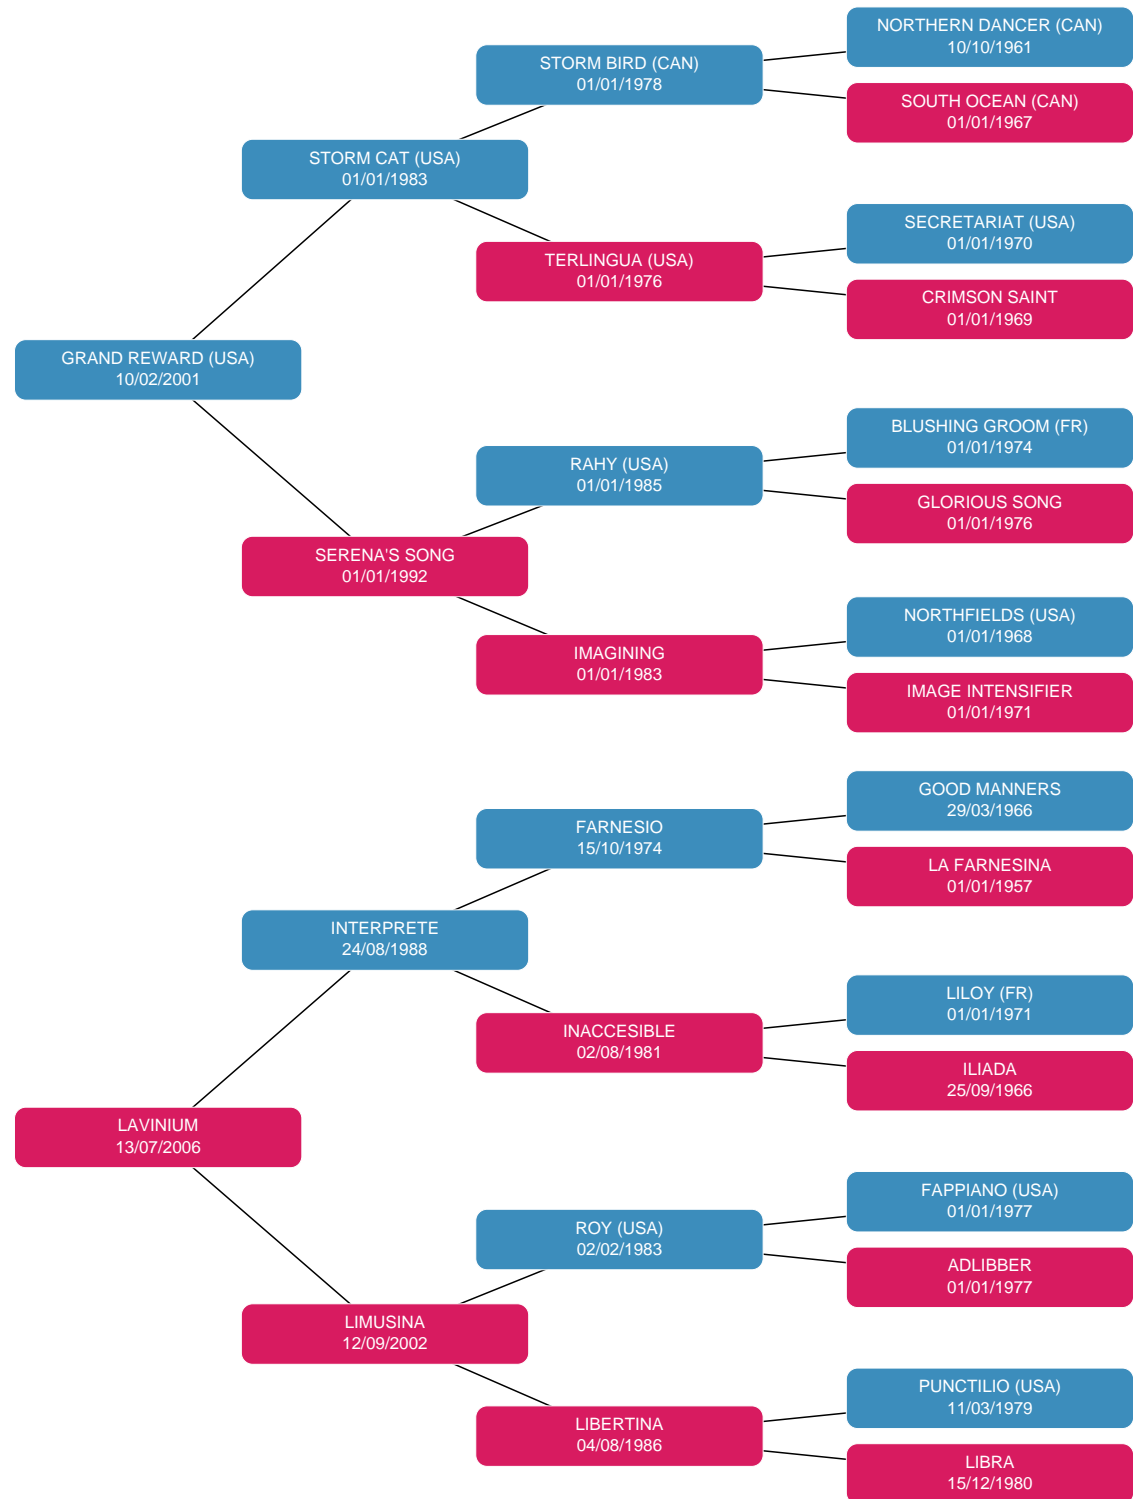 NORTHERN DANCER (CAN)
10/10/1961
STORM BIRD (CAN)
01/01/1978
SOUTH OCEAN (CAN)
01/01/1967
STORM CAT (USA)
01/01/1983
SECRETARIAT (USA)
01/01/1970
TERLINGUA (USA)
01/01/1976
CRIMSON SAINT
01/01/1969
GRAND REWARD (USA)
10/02/2001
BLUSHING GROOM (FR)
01/01/1974
RAHY (USA)
01/01/1985
GLORIOUS SONG
01/01/1976
SERENA'S SONG
01/01/1992
NORTHFIELDS (USA)
01/01/1968
IMAGINING
01/01/1983
IMAGE INTENSIFIER
01/01/1971
GOOD MANNERS
29/03/1966
FARNESIO
15/10/1974
LA FARNESINA
01/01/1957
INTERPRETE
24/08/1988
LILOY (FR)
01/01/1971
INACCESIBLE
02/08/1981
ILIADA
25/09/1966
LAVINIUM
13/07/2006
FAPPIANO (USA)
01/01/1977
ROY (USA)
02/02/1983
ADLIBBER
01/01/1977
LIMUSINA
12/09/2002
PUNCTILIO (USA)
11/03/1979
LIBERTINA
04/08/1986
LIBRA
15/12/1980